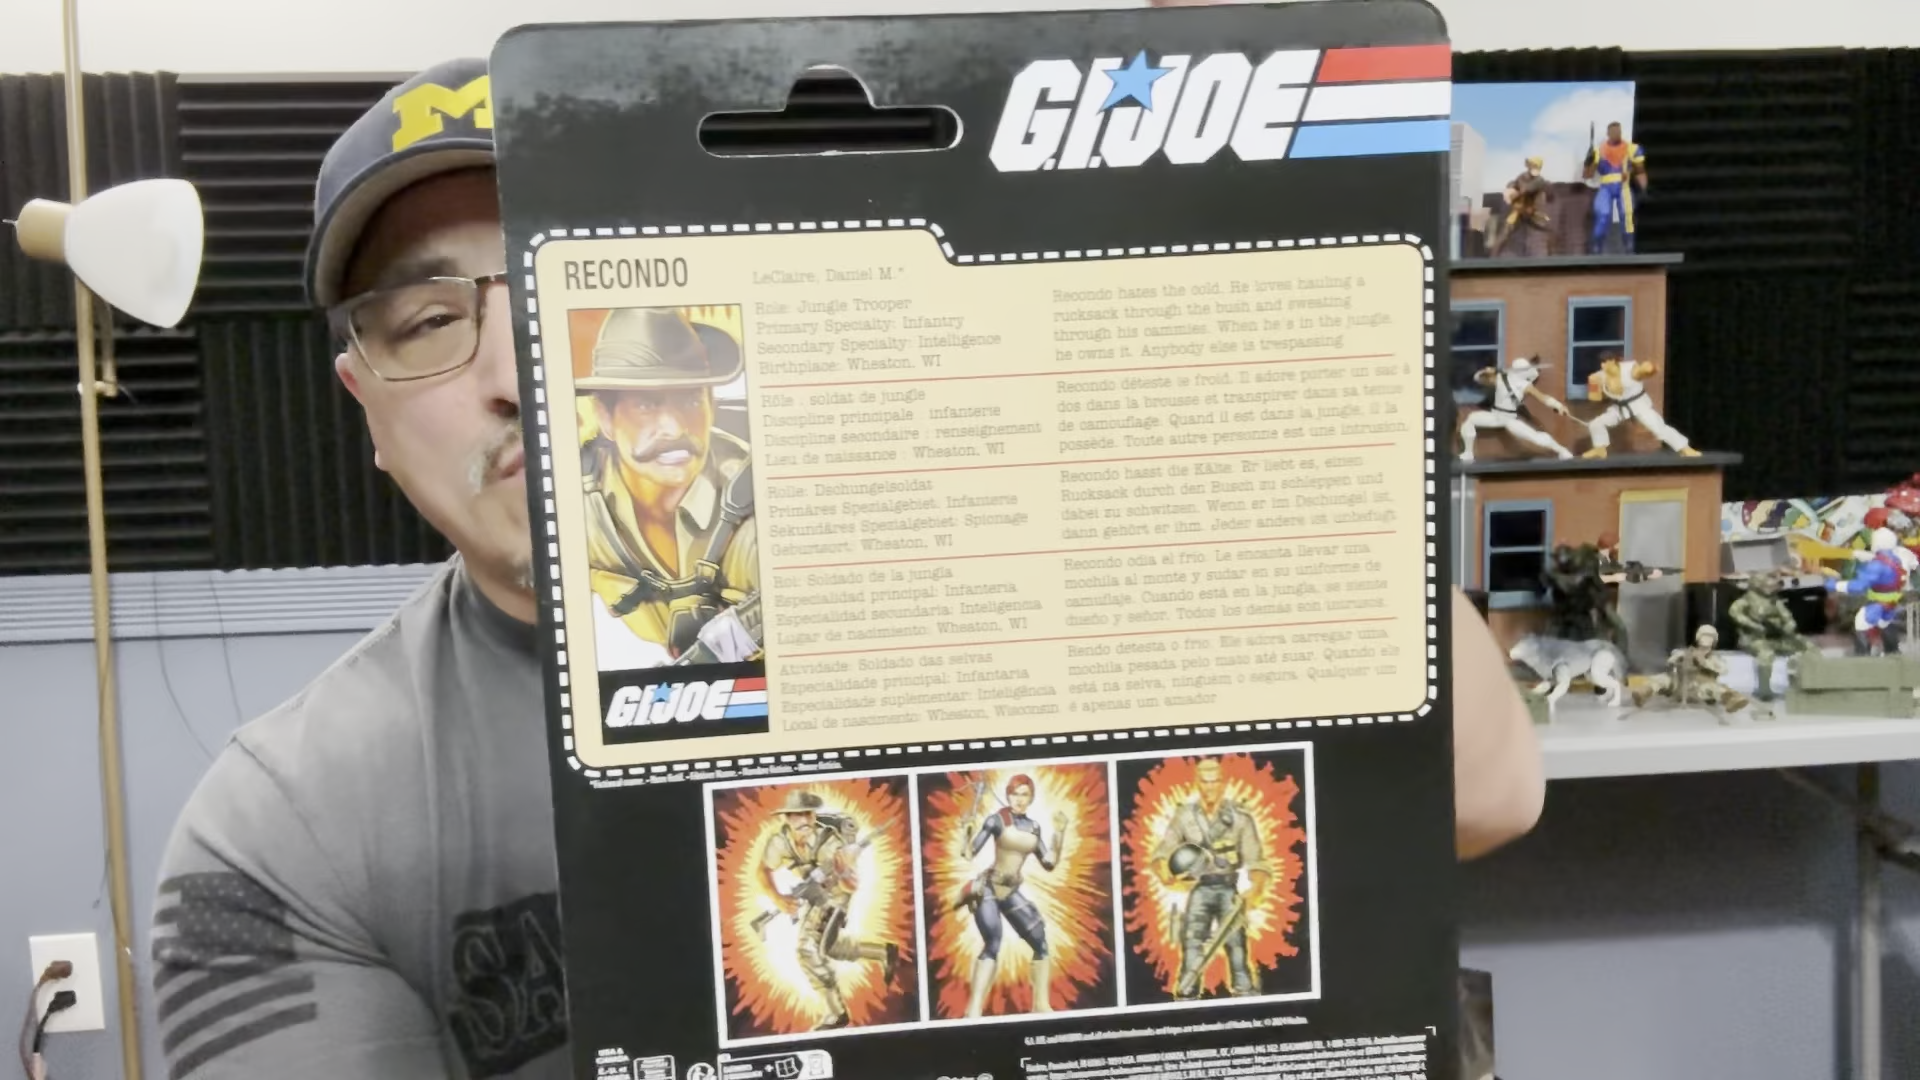 M
G.I.JOE
RECONDO
LeClaire, Daniel M.*
Role: Jungle Trooper
Primary Specialty: Infantry
Secondary Specialty: Intelligence
Birthplace: Wheaton, WI
Recondo hates the cold. He loves hauling a
rucksack through the bush and sweating
through his cammies. When he's in the jungle,
he owns it. Anybody else is trespassing
Rôle : soldat de jungle
Discipline principale : infanterie
Discipline secondaire : renseignement
Lieu de naissance : Wheaton, WI
Recondo déteste le froid. Il adore porter un sac à
dos dans la brousse et transpirer dans sa tenue
de camouflage. Quand il est dans la jungle, il la
possède. Toute autre personne est une intrusion.
Rolle: Dschungelsoldat
Primäres Spezialgebiet: Infanterie
Sekundäres Spezialgebiet: Spionage
Geburtsort: Wheaton, WI
Recondo hasst die Kälte. Er liebt es, einen
Rucksack durch den Busch zu schleppen und
dabei zu schwitzen. Wenn er im Dschungel ist,
dann gehört er ihm. Jeder andere ist unbefugt
Rol: Soldado de la jungla
Especialidad principal: Infantería
Especialidad secundaria: Inteligencia
Lugar de nacimiento: Wheaton, WI
Recondo odia el frío. Le encanta llevar una
mochila al monte y sudar en su uniforme de
camuflaje. Cuando está en la jungla, se siente
dueño y señor. Todos los demás son intrusos.
Atividade: Soldado das selvas
Especialidade principal: Infantaria
Especialidade suplementar: Inteligência
Local de nascimento: Wheaton, Wisconsin
Rendo detesta o frio. Ele adora carregar uma
mochila pesada pelo mato até suar. Quando ele
está na selva, ninguém o segura. Qualquer um
é apenas um amador
G.I.JOE
SA